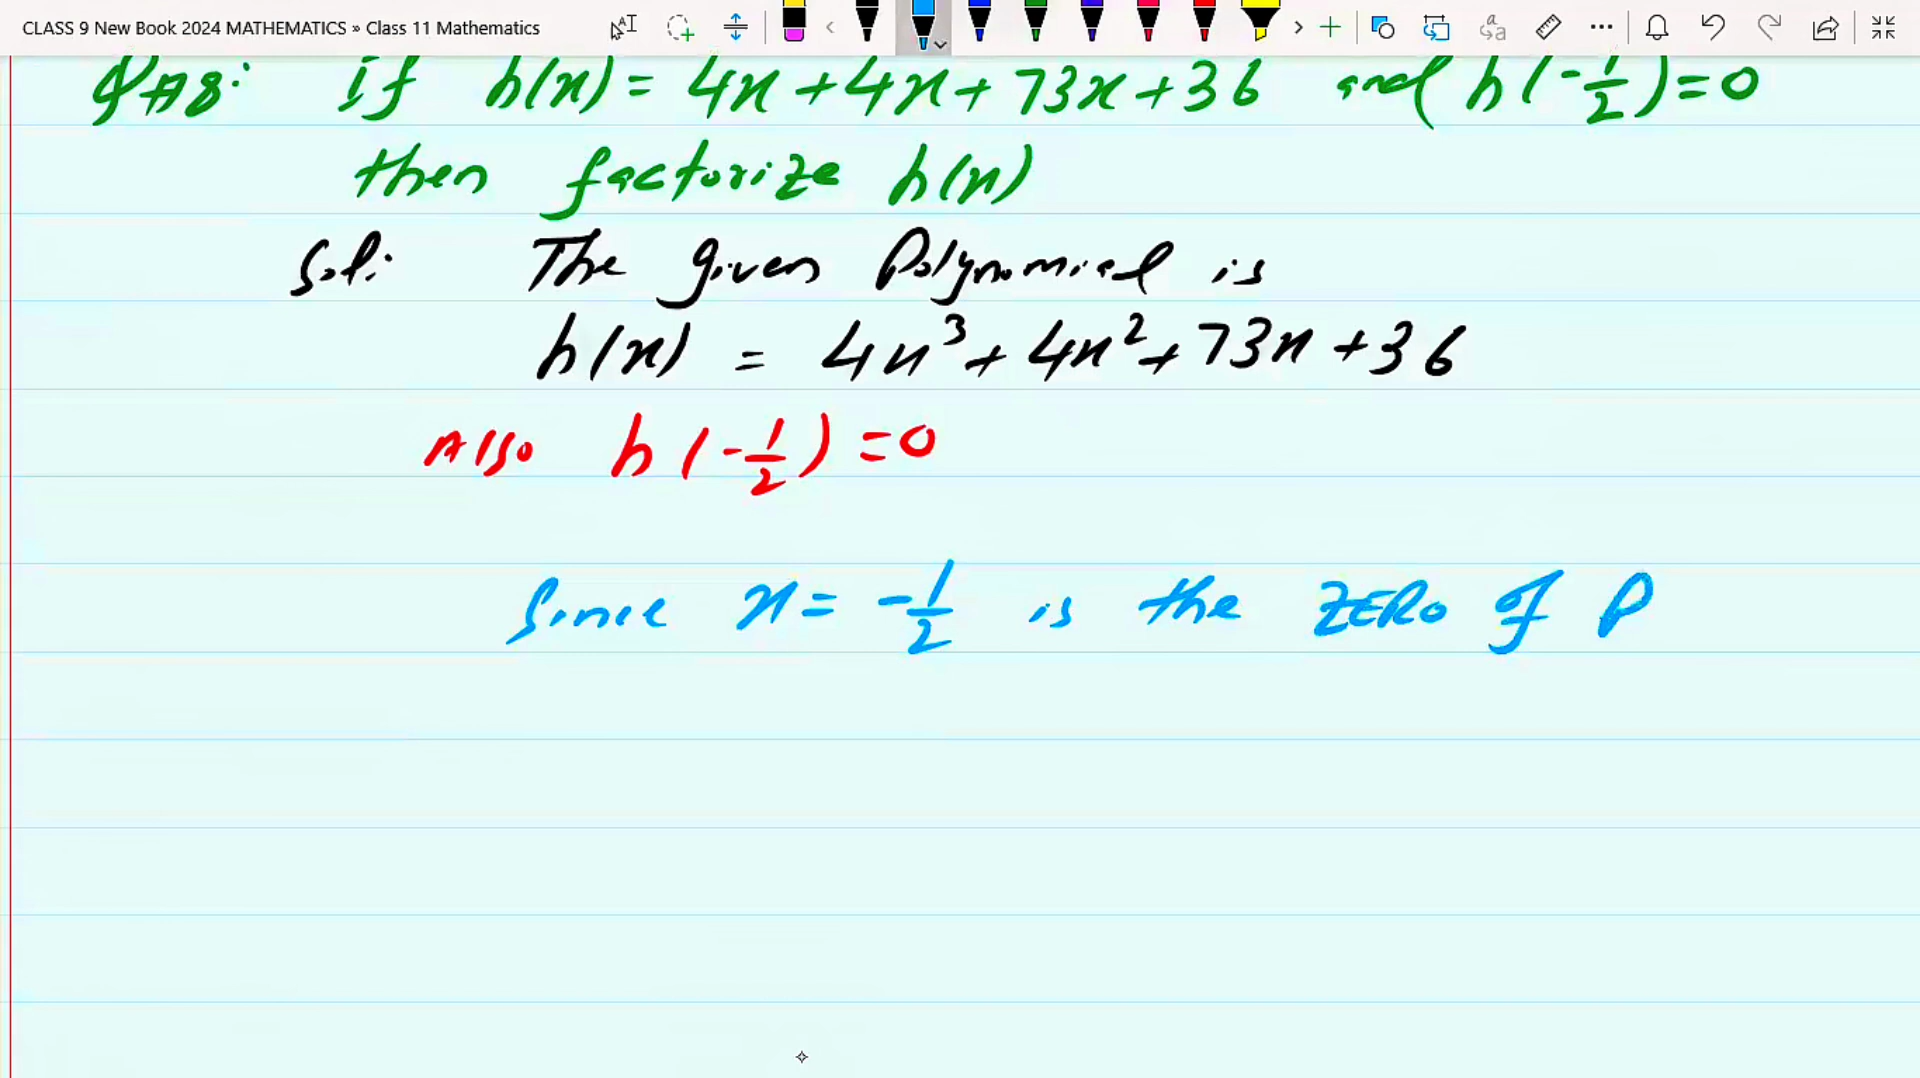 CLASS 9 New Book 2024 MATHEMATICS » Class 11 Mathematics
if h(x) = 4x + 4x + 73x + 36 and h(-1/2) = 0
then factorize h(x)
Sol: The given Polynomial is
h(x) = 4x³ + 4x² + 73x + 36
Also h(-1/2) = 0
Since x = -1/2 is the ZERO of P